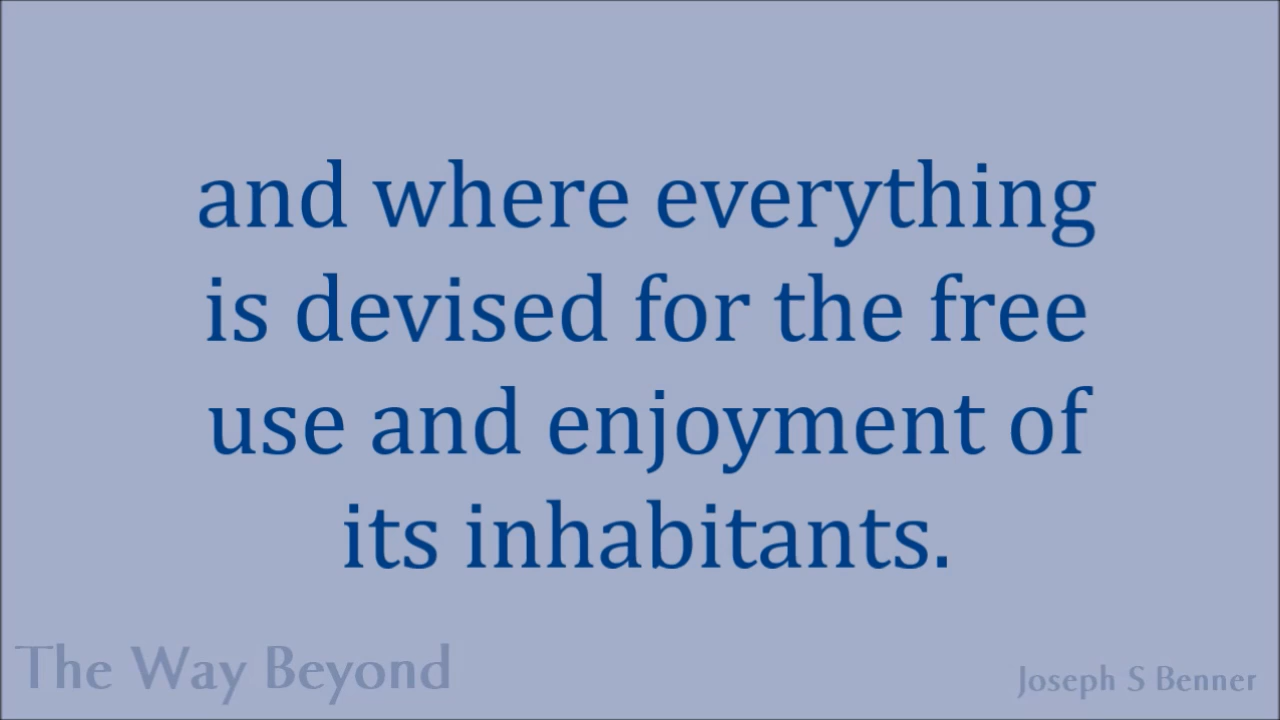 and where everything
is devised for the free
use and enjoyment of
its inhabitants.
The Way Beyond
Joseph S Benner